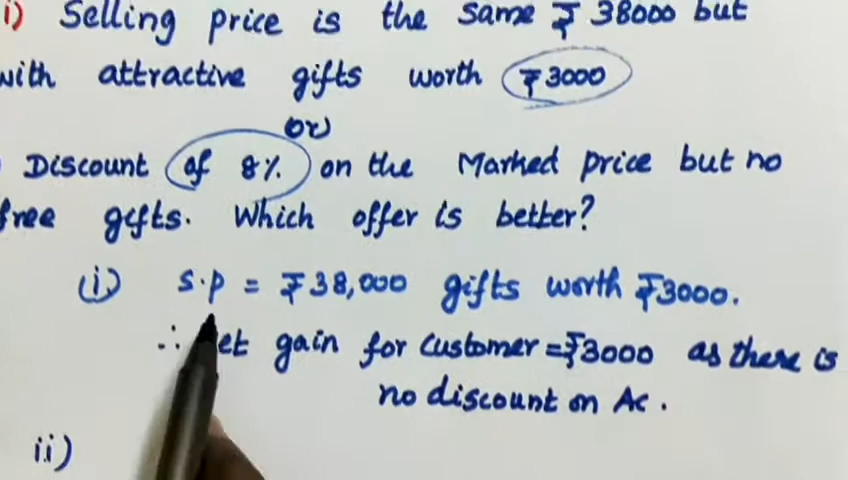 i) Selling price is the same ₹ 38000 but
with attractive gifts worth ₹3000
(or)
Discount of 8% on the Marked price but no
free gifts. Which offer is better?
(i) S.P = ₹38,000 gifts worth ₹3000.
∴ et gain for customer =₹3000 as there is
no discount on Ac.
ii)